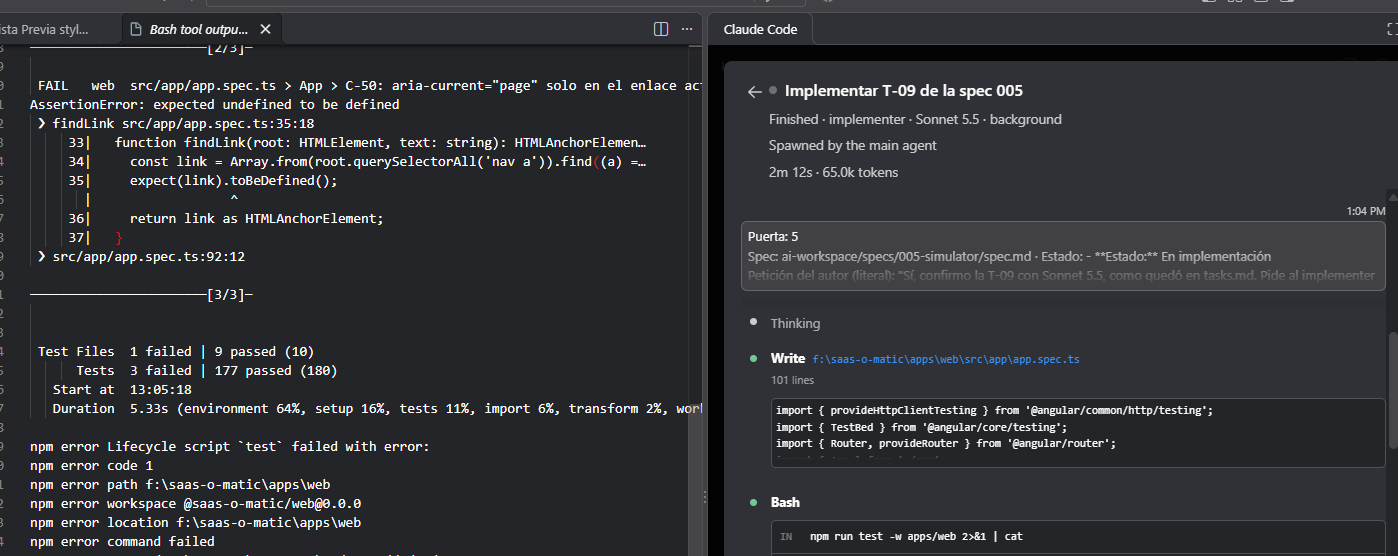 ista Previa styl...
Bash tool outpu...
[2/3]
FAIL web src/app/app.spec.ts > App > C-50: aria-current="page" solo en el enlace act
AssertionError: expected undefined to be defined
❯ findLink src/app/app.spec.ts:35:18
33| function findLink(root: HTMLElement, text: string): HTMLAnchorElemen…
34| const link = Array.from(root.querySelectorAll('nav a')).find((a) =…
35| expect(link).toBeDefined();
| ^
36| return link as HTMLAnchorElement;
37| }
❯ src/app/app.spec.ts:92:12
[3/3]
Test Files 1 failed | 9 passed (10)
Tests 3 failed | 177 passed (180)
Start at 13:05:18
Duration 5.33s (environment 64%, setup 16%, tests 11%, import 6%, transform 2%, wor
npm error Lifecycle script `test` failed with error:
npm error code 1
npm error path f:\saas-o-matic\apps\web
npm error workspace @saas-o-matic/web@0.0.0
npm error location f:\saas-o-matic\apps\web
npm error command failed
Claude Code
Implementar T-09 de la spec 005
Finished · implementer · Sonnet 5.5 · background
Spawned by the main agent
2m 12s · 65.0k tokens
1:04 PM
Puerta: 5
Spec: ai-workspace/specs/005-simulator/spec.md · Estado: - **Estado:** En implementación
Petición del autor (literal): "Sí, confirmo la T-09 con Sonnet 5.5, como quedó en tasks.md. Pide al implementer
Thinking
Write f:\saas-o-matic\apps\web\src\app\app.spec.ts
101 lines
import { provideHttpClientTesting } from '@angular/common/http/testing';
import { TestBed } from '@angular/core/testing';
import { Router, provideRouter } from '@angular/router';
Bash
IN npm run test -w apps/web 2>&1 | cat